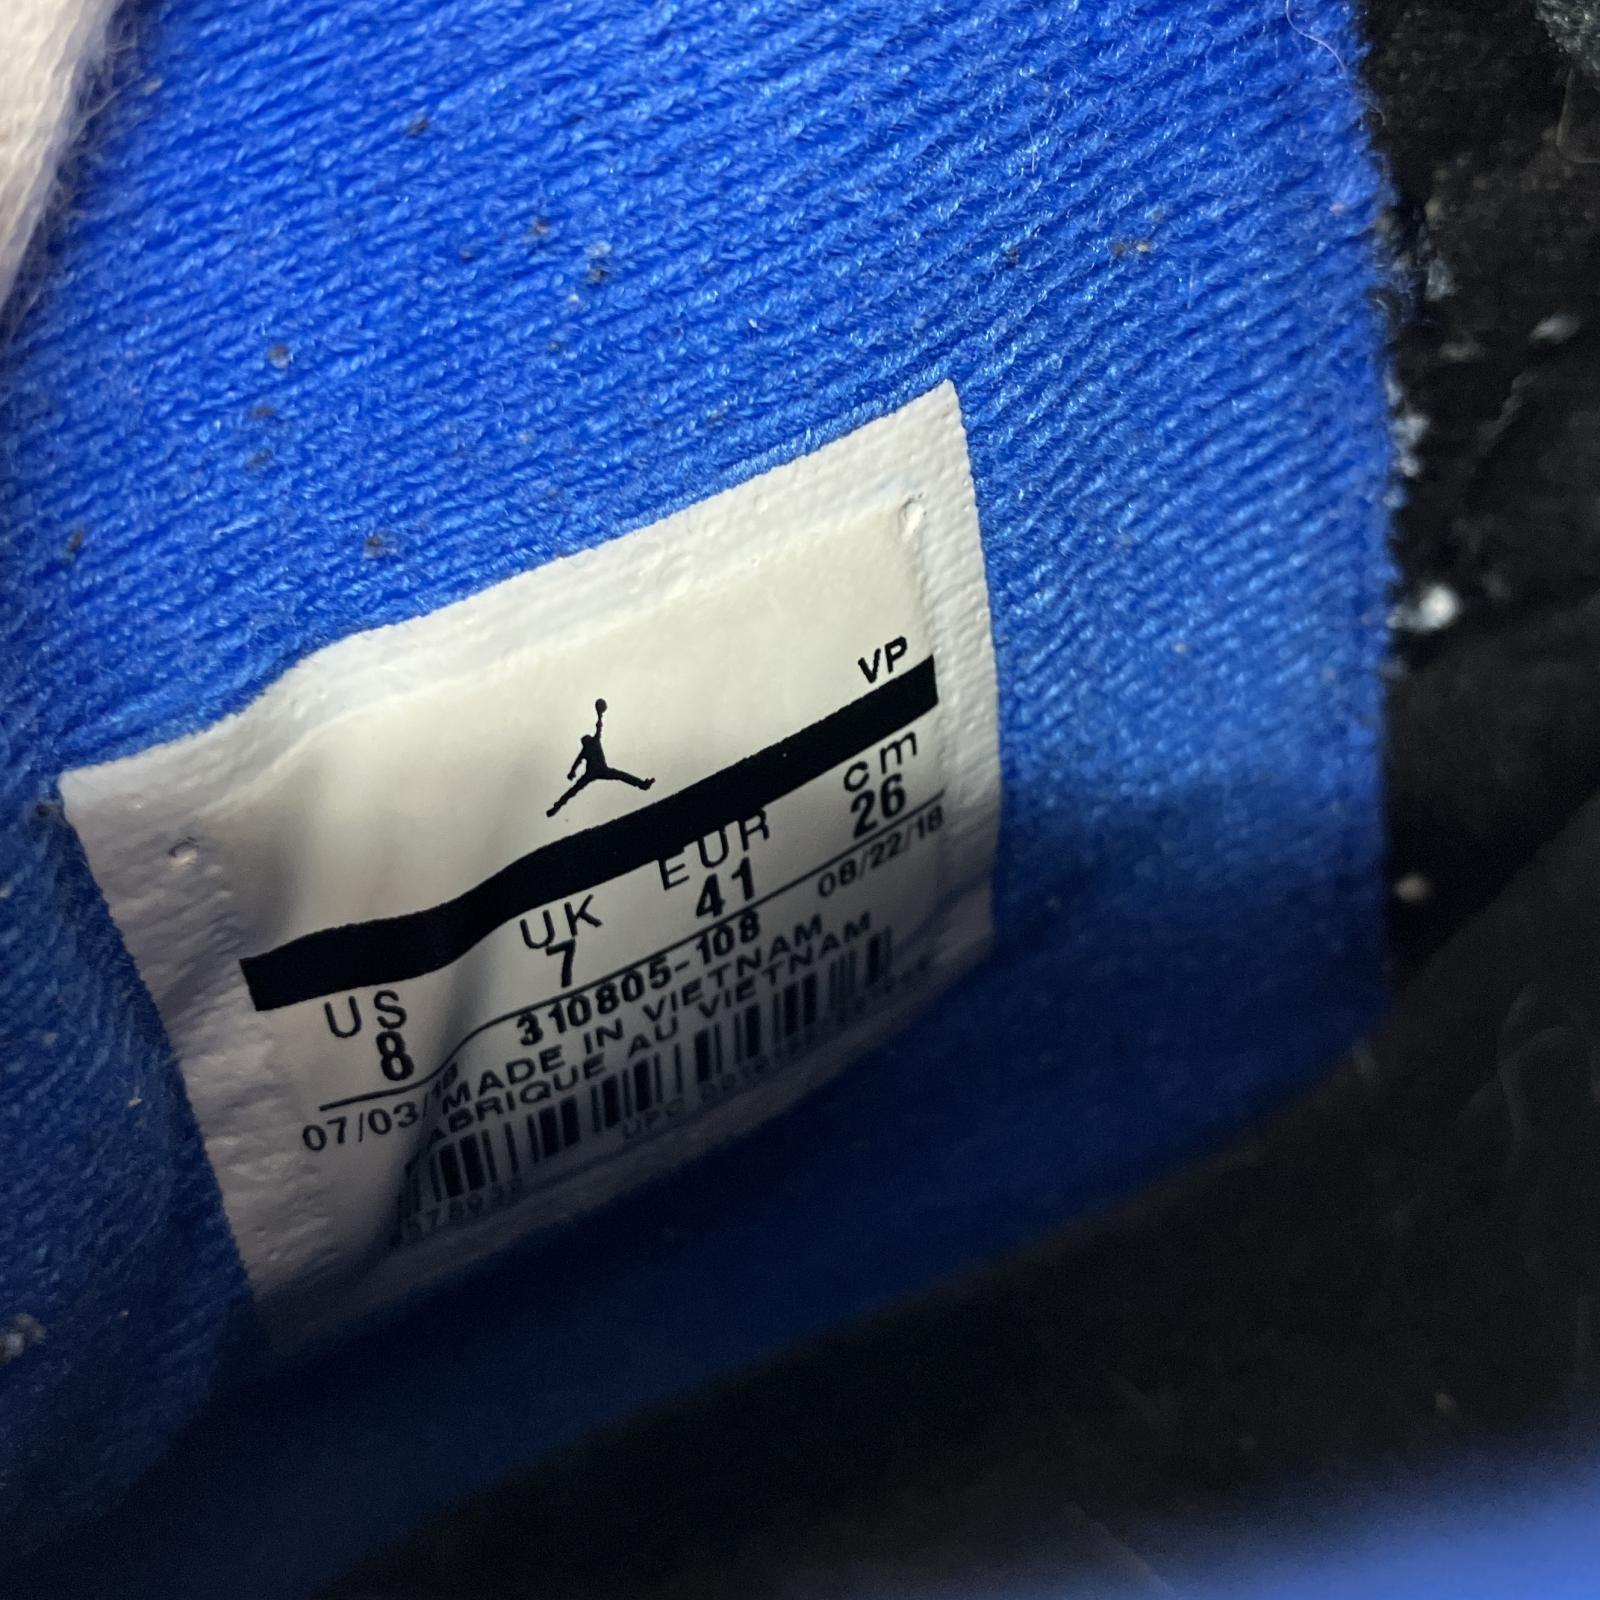 VP
US UK EUR cm
8 7 41 26
07/03/18 310805-108 08/22/18
MADE IN VIETNAM
FABRIQUE AU VIETNAM
UPC